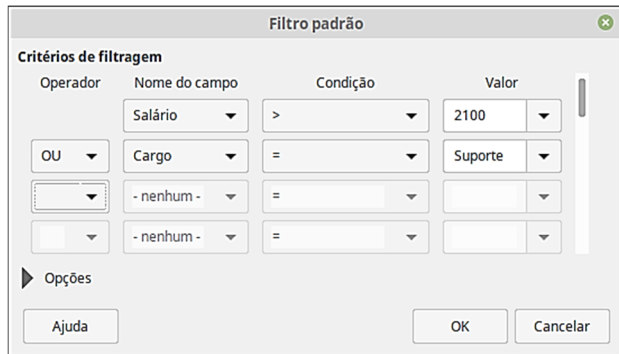 Filtro padrão
Critérios de filtragem
Operador Nome do campo Condição Valor
Salário > 2100
OU Cargo = Suporte
- nenhum - =
- nenhum - =
Opções
Ajuda OK Cancelar